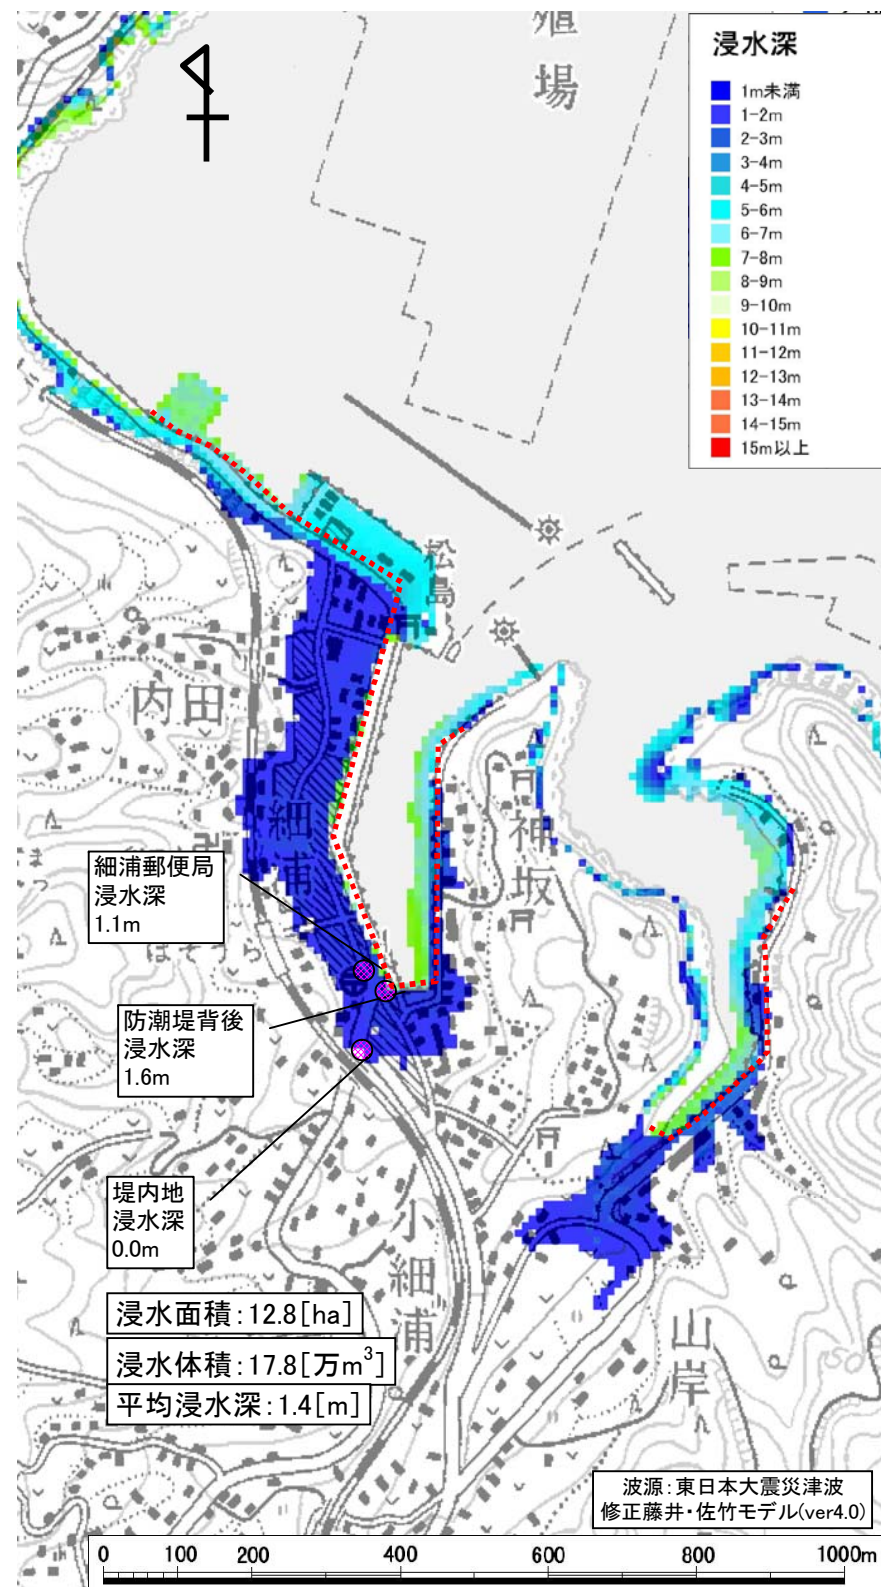 殖
場
浸水深
1m未満
1-2m
2-3m
3-4m
4-5m
5-6m
6-7m
7-8m
8-9m
9-10m
10-11m
11-12m
12-13m
13-14m
14-15m
15m以上
松島
内田
細浦
神坂
細浦郵便局
浸水深
1.1m
防潮堤背後
浸水深
1.6m
堤内地
浸水深
0.0m
小細浦
山岸
浸水面積:12.8[ha]
浸水体積:17.8[万m³]
平均浸水深:1.4[m]
波源:東日本大震災津波
修正藤井・佐竹モデル(ver4.0)
0 100 200 400 600 800 1000m